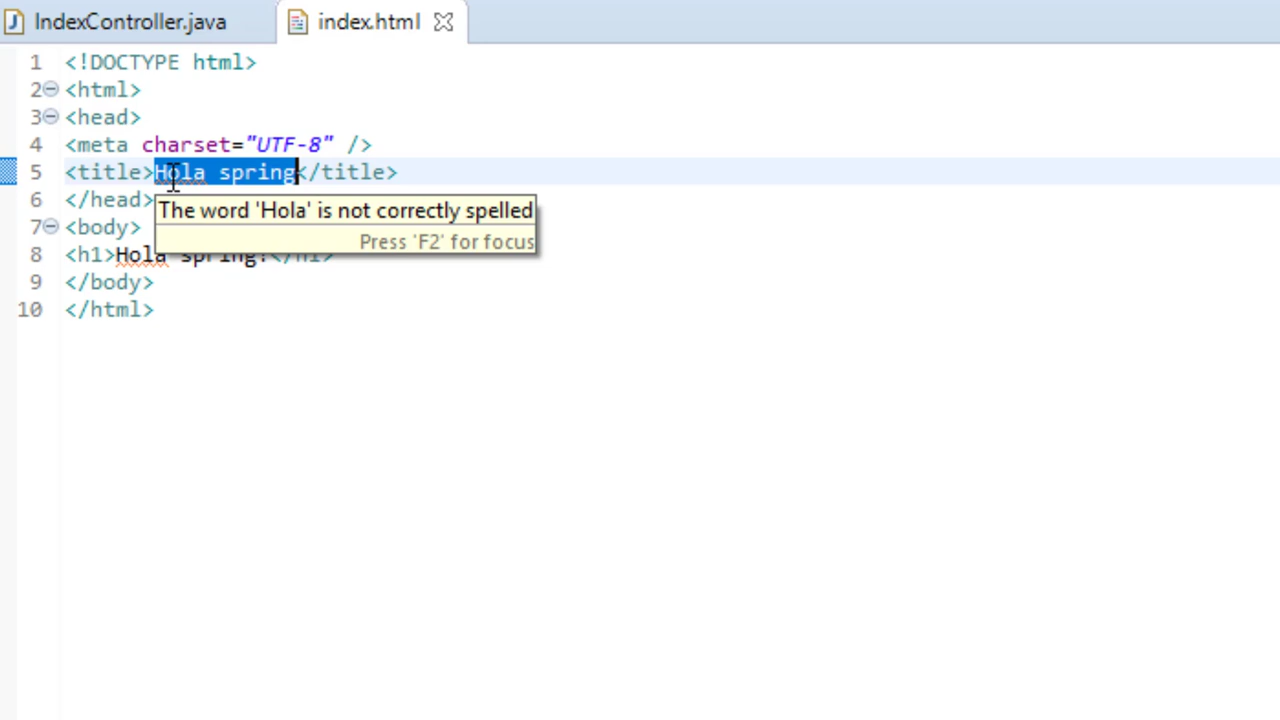 IndexController.java index.html
1 <!DOCTYPE html>
2 <html>
3 <head>
4 <meta charset="UTF-8" />
5 <title>Hola spring</title>
6 </head>
The word 'Hola' is not correctly spelled
7 <body>
Press 'F2' for focus
8 <h1>Hola spring!</h1>
9 </body>
10 </html>